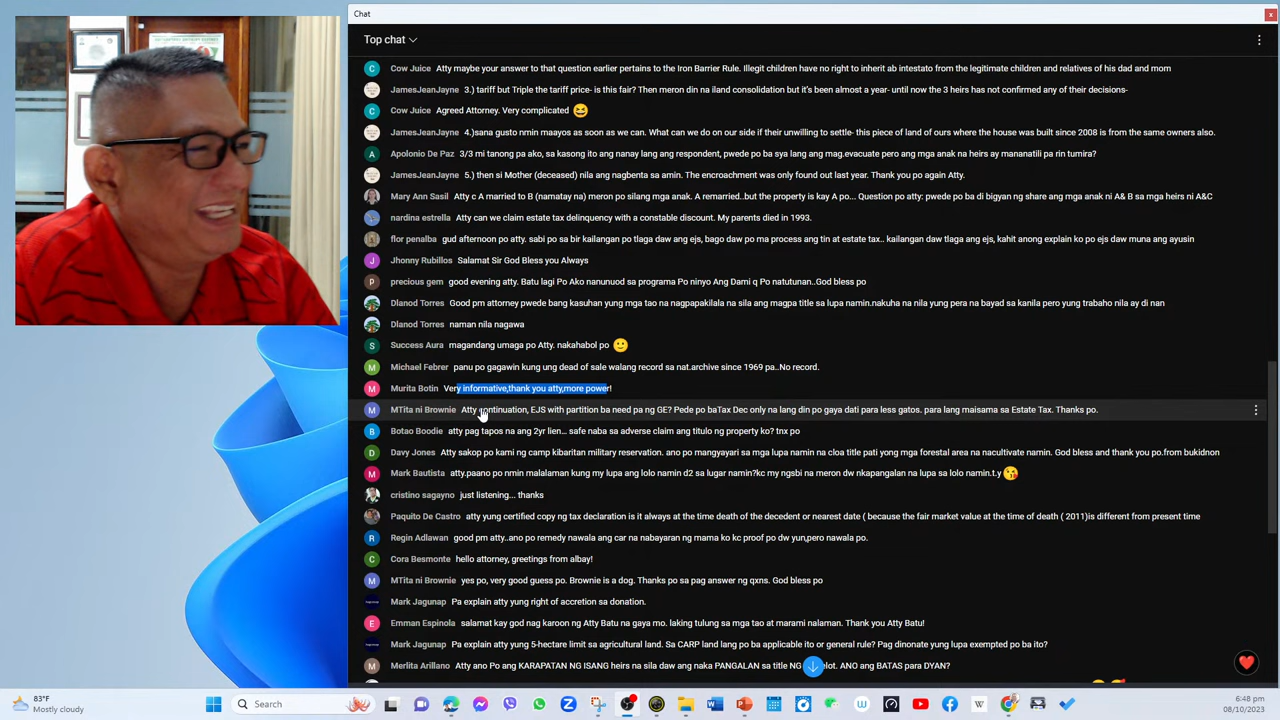 Chat
Top chat
C Cow Juice Atty maybe your answer to that question earlier pertains to the Iron Barrier Rule. Illegit children have no right to inherit ab intestato from the legitimate children and relatives of his dad and mom
JamesJeanJayne 3.) tariff but Triple the tariff price- is this fair? Then meron din na iland consolidation but it's been almost a year- until now the 3 heirs has not confirmed any of their decisions-
C Cow Juice Agreed Attorney. Very complicated 😆
JamesJeanJayne 4.)sana gusto nmin maayos as soon as we can. What can we do on our side if their unwilling to settle- this piece of land of ours where the house was built since 2008 is from the same owners also.
A Apolonio De Paz 3/3 mi tanong pa ako, sa kasong ito ang nanay lang ang respondent, pwede po ba sya lang ang mag.evacuate pero ang mga anak na heirs ay mananatili pa rin tumira?
JamesJeanJayne 5.) then si Mother (deceased) nila ang nagbenta sa amin. The encroachment was only found out last year. Thank you po again Atty.
Mary Ann Sasil Atty c A married to B (namatay na) meron po silang mga anak. A remarried..but the property is kay A po... Question po atty: pwede po ba di bigyan ng share ang mga anak ni A& B sa mga heirs ni A&C
nardina estrella Atty can we claim estate tax delinquency with a constable discount. My parents died in 1993.
flor penalba gud afternoon po atty. sabi po sa bir kailangan po tlaga daw ang ejs, bago daw po ma process ang tin at estate tax.. kailangan daw tlaga ang ejs, kahit anong explain ko po ejs daw muna ang ayusin
J Jhonny Rubillos Salamat Sir God Bless you Always
P precious gem good evening atty. Batu lagi Po Ako nanunuod sa programa Po ninyo Ang Dami q Po natutunan..God bless po
Dlanod Torres Good pm attorney pwede bang kasuhan yung mga tao na nagpapakilala na sila ang magpa title sa lupa namin.nakuha na nila yung pera na bayad sa kanila pero yung trabaho nila ay di nan
Dlanod Torres naman nila nagawa
S Success Aura magandang umaga po Atty. nakahabol po 🙂
M Michael Febrer panu po gagawin kung ung dead of sale walang record sa nat.archive since 1969 pa..No record.
M Murita Botin Very informative,thank you atty,more power!
M MTita ni Brownie Atty continuation, EJS with partition ba need pa ng GE? Pede po baTax Dec only na lang din po gaya dati para less gatos. para lang maisama sa Estate Tax. Thanks po.
B Botao Boodie atty pag tapos na ang 2yr lien... safe naba sa adverse claim ang titulo ng property ko? tnx po
D Davy Jones Atty sakop po kami ng camp kibaritan military reservation. ano po mangyayari sa mga lupa namin na cloa title pati yong mga forestal area na nacultivate namin. God bless and thank you po.from bukidnon
M Mark Bautista atty.paano po nmin malalaman kung my lupa ang lolo namin d2 sa lugar namin?kc my ngsbi na meron dw nkapangalan na lupa sa lolo namin.t.y 😘
cristino sagayno just listening... thanks
Paquito De Castro atty yung certified copy ng tax declaration is it always at the time death of the decedent or nearest date ( because the fair market value at the time of death ( 2011)is different from present time
R Regin Adlawan good pm atty..ano po remedy nawala ang car na nabayaran ng mama ko kc proof po dw yun,pero nawala po.
C Cora Besmonte hello attorney, greetings from albay!
M MTita ni Brownie yes po, very good guess po. Brownie is a dog. Thanks po sa pag answer ng qxns. God bless po
Mark Jagunap Pa explain atty yung right of accretion sa donation.
E Emman Espinola salamat kay god nag karoon ng Atty Batu na gaya mo. laking tulung sa mga tao at marami nalaman. Thank you Atty Batu!
Mark Jagunap Pa explain atty yung 5-hectare limit sa agricultural land. Sa CARP land lang po ba applicable ito or general rule? Pag dinonate yung lupa exempted po ba ito?
M Merlita Arillano Atty ano Po ang KARAPATAN NG ISANG heirs na sila daw ang naka PANGALAN sa title NG lot. ANO ang BATAS para DYAN?
83°F
Mostly cloudy
Search
6:48 pm
08/10/2023